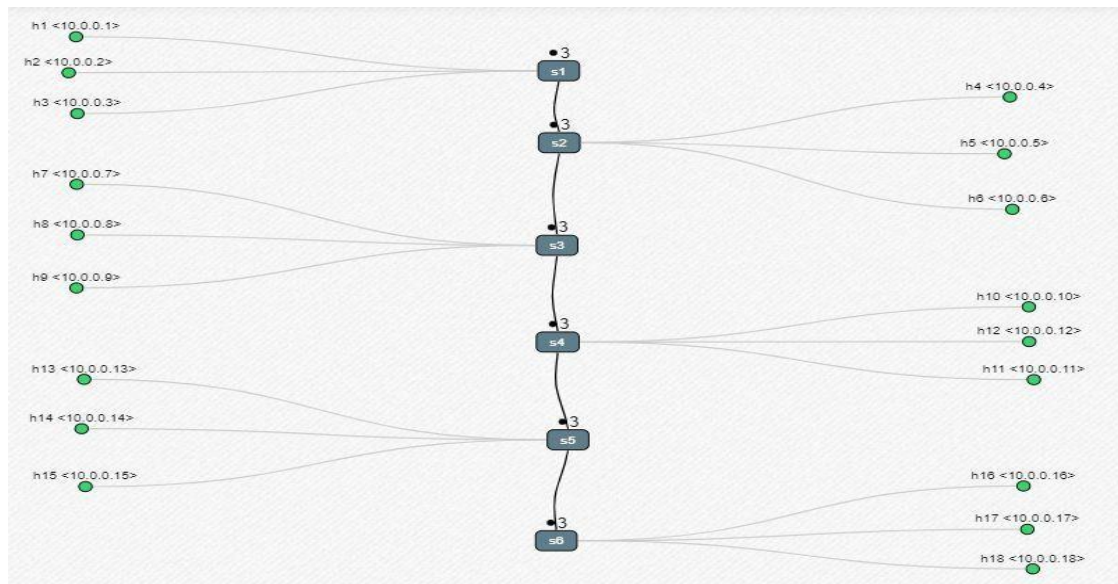 h1 <10.0.0.1>
h2 <10.0.0.2>
h3 <10.0.0.3>
3
s1
3
s2
h4 <10.0.0.4>
h5 <10.0.0.5>
h6 <10.0.0.6>
h7 <10.0.0.7>
h8 <10.0.0.8>
h9 <10.0.0.9>
3
s3
3
s4
h10 <10.0.0.10>
h12 <10.0.0.12>
h11 <10.0.0.11>
h13 <10.0.0.13>
h14 <10.0.0.14>
h15 <10.0.0.15>
3
s5
3
s6
h16 <10.0.0.16>
h17 <10.0.0.17>
h18 <10.0.0.18>